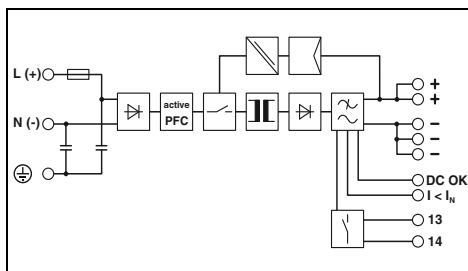 L (+)
N (-)
active
PFC
+
+
–
–
–
DC OK
I < I_N
13
14